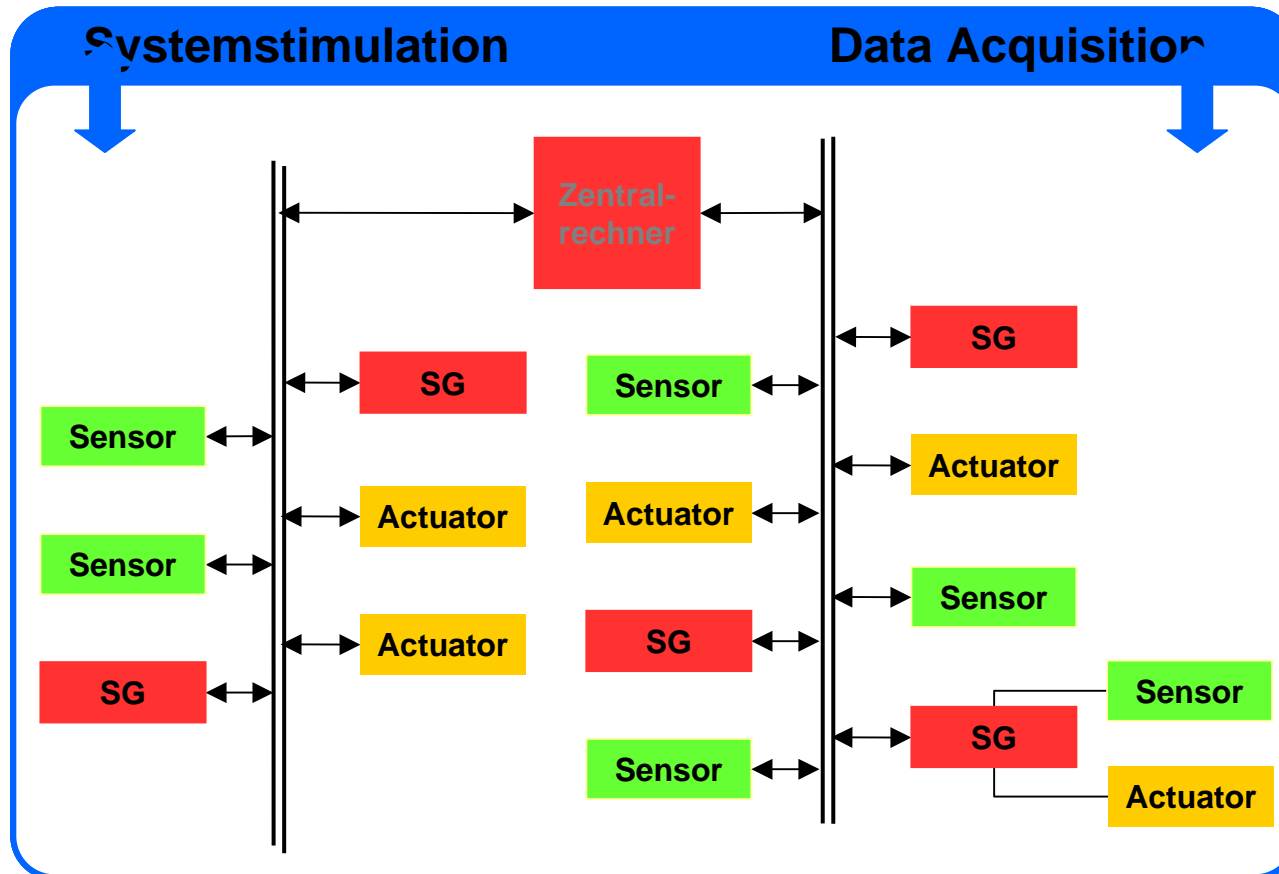 Systemstimulation
Data Acquisition
Zentral-
rechner
SG
SG
Sensor
Sensor
Actuator
Actuator
Actuator
Sensor
Sensor
Actuator
SG
SG
Sensor
SG
Sensor
Actuator